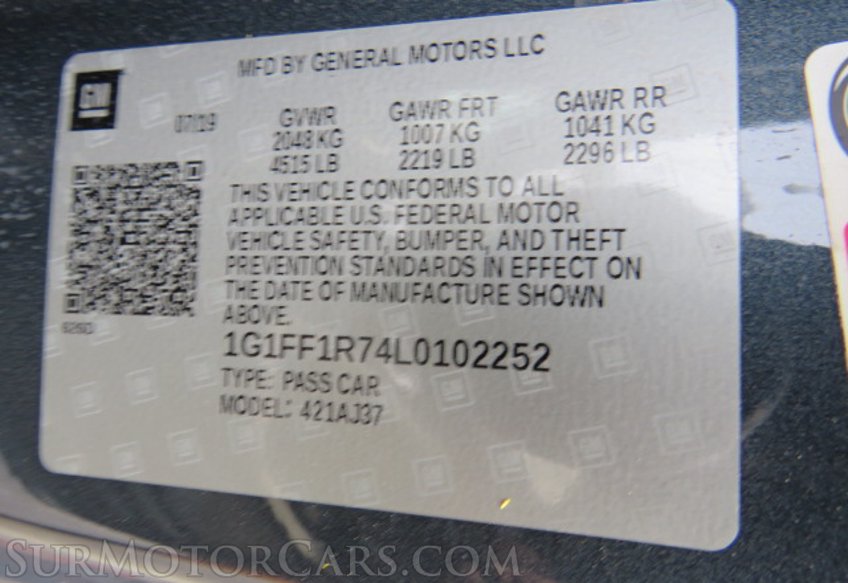 MFD BY GENERAL MOTORS LLC
GM
07/19 GVWR GAWR FRT GAWR RR
2048 KG 1007 KG 1041 KG
4515 LB 2219 LB 2296 LB
THIS VEHICLE CONFORMS TO ALL
APPLICABLE U.S. FEDERAL MOTOR
VEHICLE SAFETY, BUMPER, AND THEFT
PREVENTION STANDARDS IN EFFECT ON
THE DATE OF MANUFACTURE SHOWN
ABOVE.
1G1FF1R74L0102252
TYPE: PASS CAR
MODEL: 421AJ37
SURMOTORCARS.COM